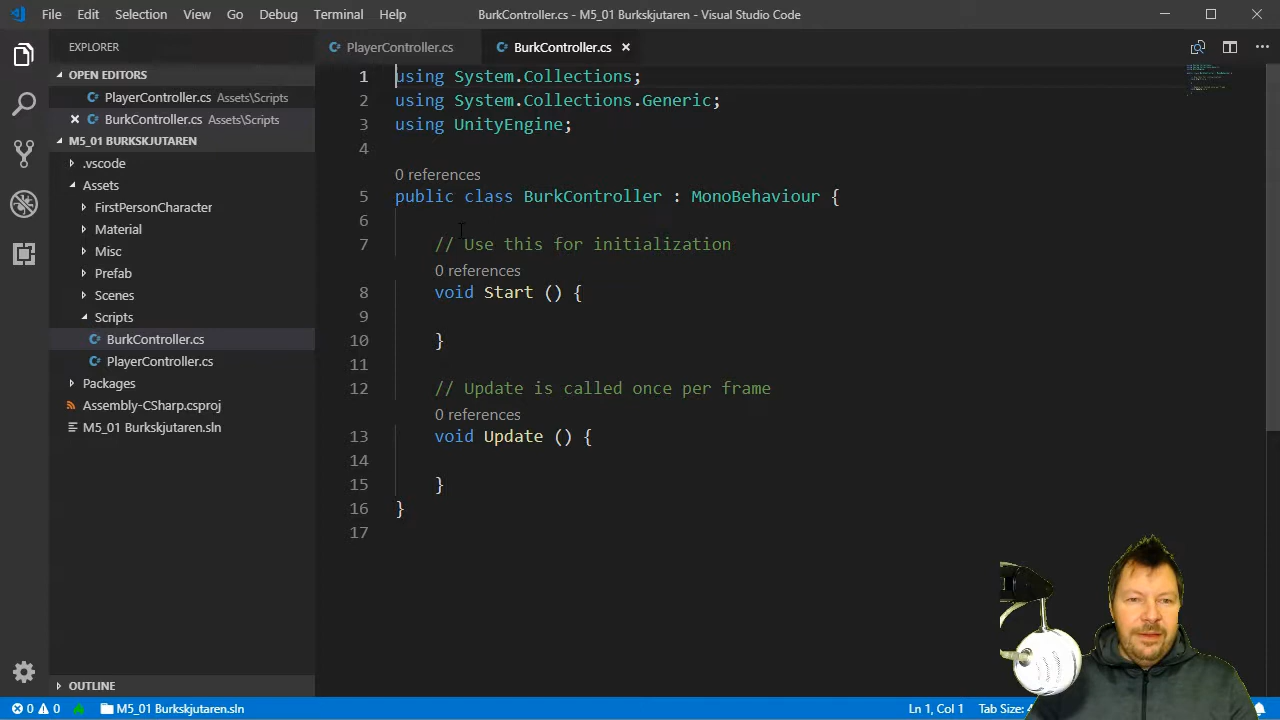 File Edit Selection View Go Debug Terminal Help BurkController.cs - M5_01 Burkskjutaren - Visual Studio Code
EXPLORER
OPEN EDITORS
PlayerController.cs Assets\Scripts
BurkController.cs Assets\Scripts
M5_01 BURKSKJUTAREN
.vscode
Assets
FirstPersonCharacter
Material
Misc
Prefab
Scenes
Scripts
BurkController.cs
PlayerController.cs
Packages
Assembly-CSharp.csproj
M5_01 Burkskjutaren.sln
OUTLINE
PlayerController.cs BurkController.cs
1 using System.Collections;
2 using System.Collections.Generic;
3 using UnityEngine;
4
0 references
5 public class BurkController : MonoBehaviour {
6
7 // Use this for initialization
0 references
8 void Start () {
9
10 }
11
12 // Update is called once per frame
0 references
13 void Update () {
14
15 }
16 }
17
0 0 M5_01 Burkskjutaren.sln Ln 1, Col 1 Tab Size: